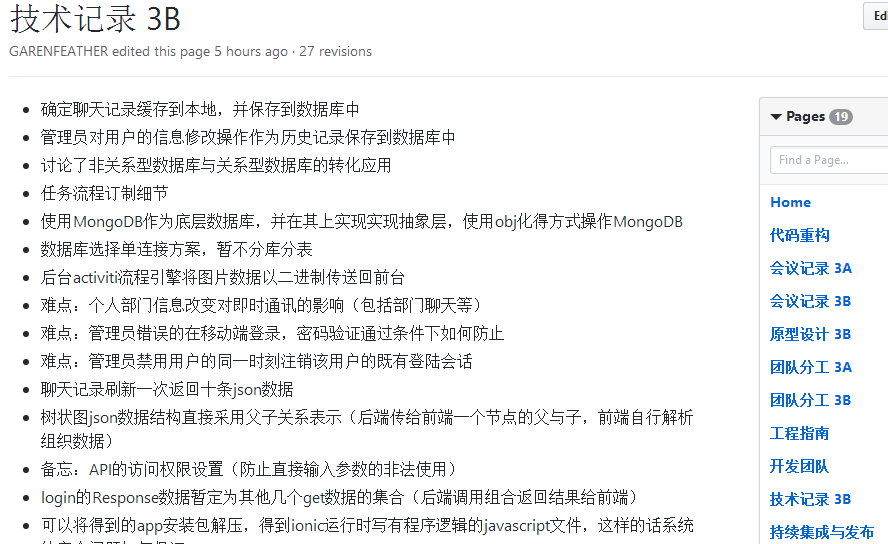 技术记录 3B
GARENFEATHER edited this page 5 hours ago · 27 revisions
确定聊天记录缓存到本地，并保存到数据库中
管理员对用户的信息修改操作作为历史记录保存到数据库中
讨论了非关系型数据库与关系型数据库的转化应用
任务流程订制细节
使用MongoDB作为底层数据库，并在其上实现实现抽象层，使用obj化得方式操作MongoDB
数据库选择单连接方案，暂不分库分表
后台activiti流程引擎将图片数据以二进制传送回前台
难点：个人部门信息改变对即时通讯的影响（包括部门聊天等）
难点：管理员错误的在移动端登录，密码验证通过条件下如何防止
难点：管理员禁用用户的同一时刻注销该用户的既有登陆会话
聊天记录刷新一次返回十条json数据
树状图json数据结构直接采用父子关系表示（后端传给前端一个节点的父与子，前端自行解析
组织数据）
备忘：API的访问权限设置（防止直接输入参数的非法使用）
login的Response数据暂定为其他几个get数据的集合（后端调用组合返回结果给前端）
可以将得到的app安装包解压，得到ionic运行时写有程序逻辑的javascript文件，这样的话系统
Pages 19
Find a Page...
Home
代码重构
会议记录 3A
会议记录 3B
原型设计 3B
团队分工 3A
团队分工 3B
工程指南
开发团队
技术记录 3B
持续集成与发布